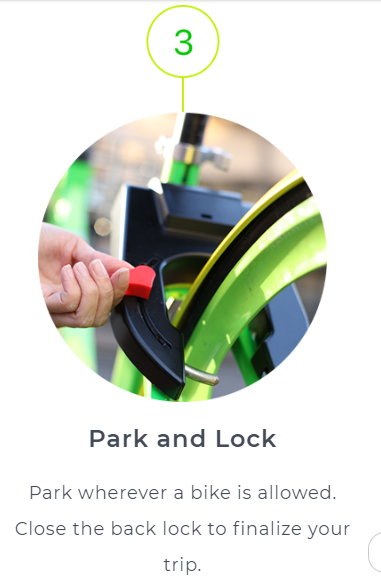 3
Park and Lock
Park wherever a bike is allowed.
Close the back lock to finalize your
trip.